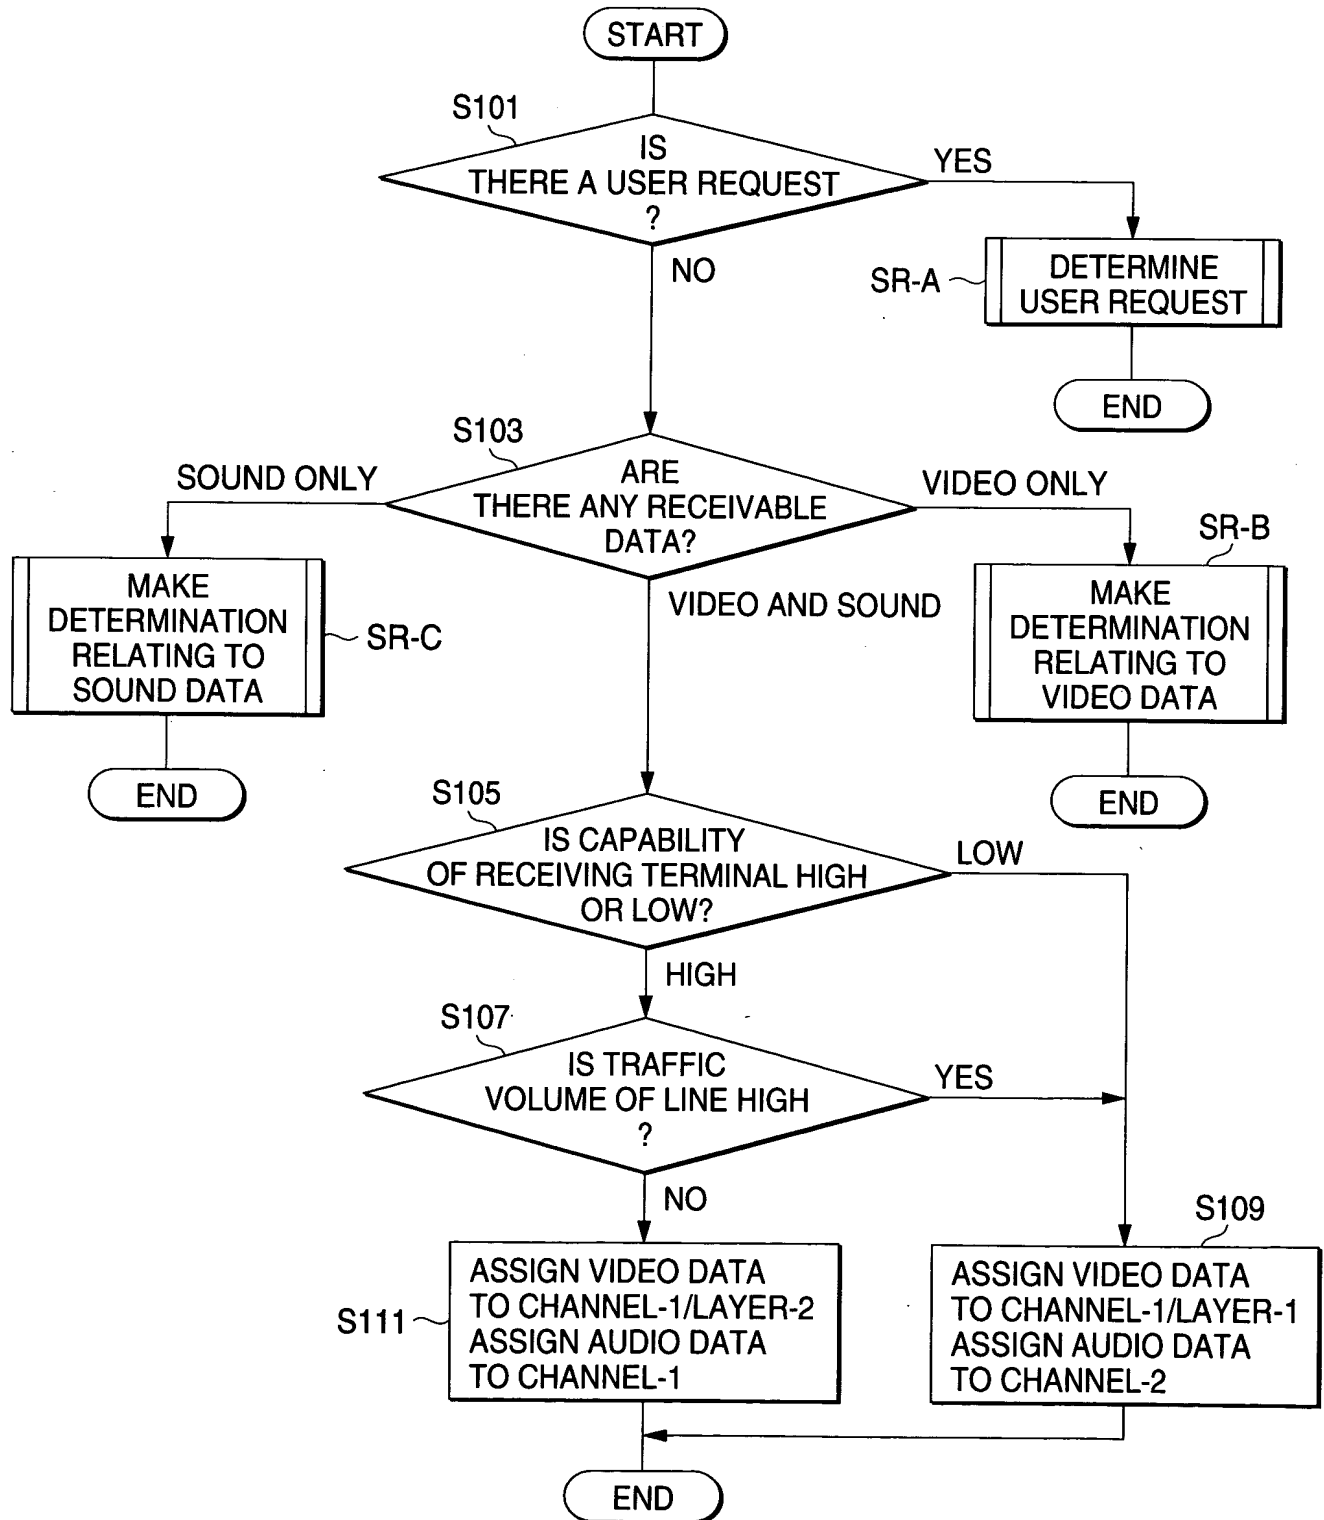 START
S101
IS
THERE A USER REQUEST
?
YES
NO
SR-A
DETERMINE
USER REQUEST
END
S103
ARE
THERE ANY RECEIVABLE
DATA?
SOUND ONLY
VIDEO ONLY
VIDEO AND SOUND
SR-B
MAKE
DETERMINATION
RELATING TO
SOUND DATA
SR-C
MAKE
DETERMINATION
RELATING TO
VIDEO DATA
END
END
S105
IS CAPABILITY
OF RECEIVING TERMINAL HIGH
OR LOW?
LOW
HIGH
S107
IS TRAFFIC
VOLUME OF LINE HIGH
?
YES
NO
S109
S111
ASSIGN VIDEO DATA
TO CHANNEL-1/LAYER-2
ASSIGN AUDIO DATA
TO CHANNEL-1
ASSIGN VIDEO DATA
TO CHANNEL-1/LAYER-1
ASSIGN AUDIO DATA
TO CHANNEL-2
END